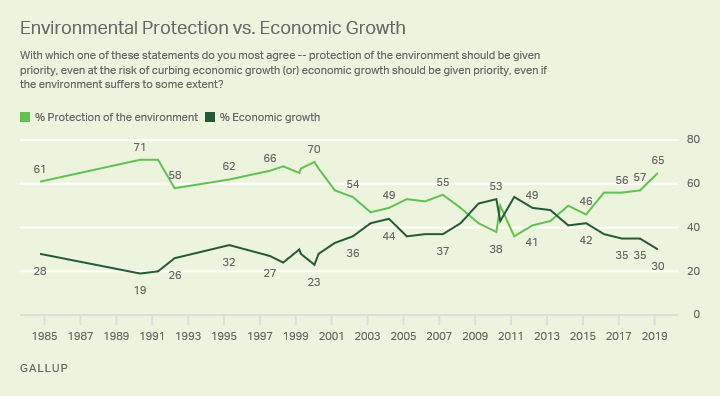 Environmental Protection vs. Economic Growth
With which one of these statements do you most agree -- protection of the environment should be given
priority, even at the risk of curbing economic growth (or) economic growth should be given priority, even if
the environment suffers to some extent?
% Protection of the environment % Economic growth
80
71 70
66 65
61 58 62 54 49 55 53 49 46 56 57
60
40
28 19 26 32 27 23 36 44 37 38 41 42 35 35 30
20
0
1985 1987 1989 1991 1993 1995 1997 1999 2001 2003 2005 2007 2009 2011 2013 2015 2017 2019
GALLUP